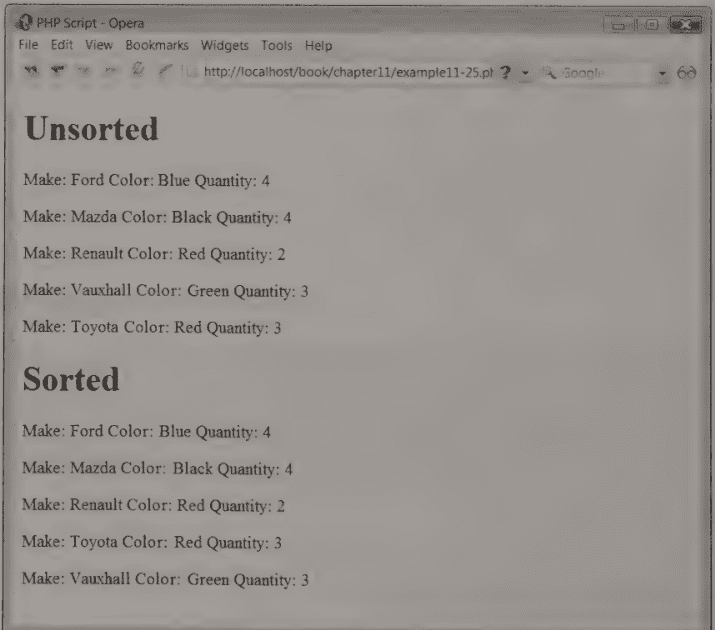 PHP Script - Opera
File Edit View Bookmarks Widgets Tools Help
http://localhost/book/chapter11/example11-25.pl ? Google
Unsorted
Make: Ford Color: Blue Quantity: 4
Make: Mazda Color: Black Quantity: 4
Make: Renault Color: Red Quantity: 2
Make: Vauxhall Color: Green Quantity: 3
Make: Toyota Color: Red Quantity: 3
Sorted
Make: Ford Color: Blue Quantity: 4
Make: Mazda Color: Black Quantity: 4
Make: Renault Color: Red Quantity: 2
Make: Toyota Color: Red Quantity: 3
Make: Vauxhall Color: Green Quantity: 3